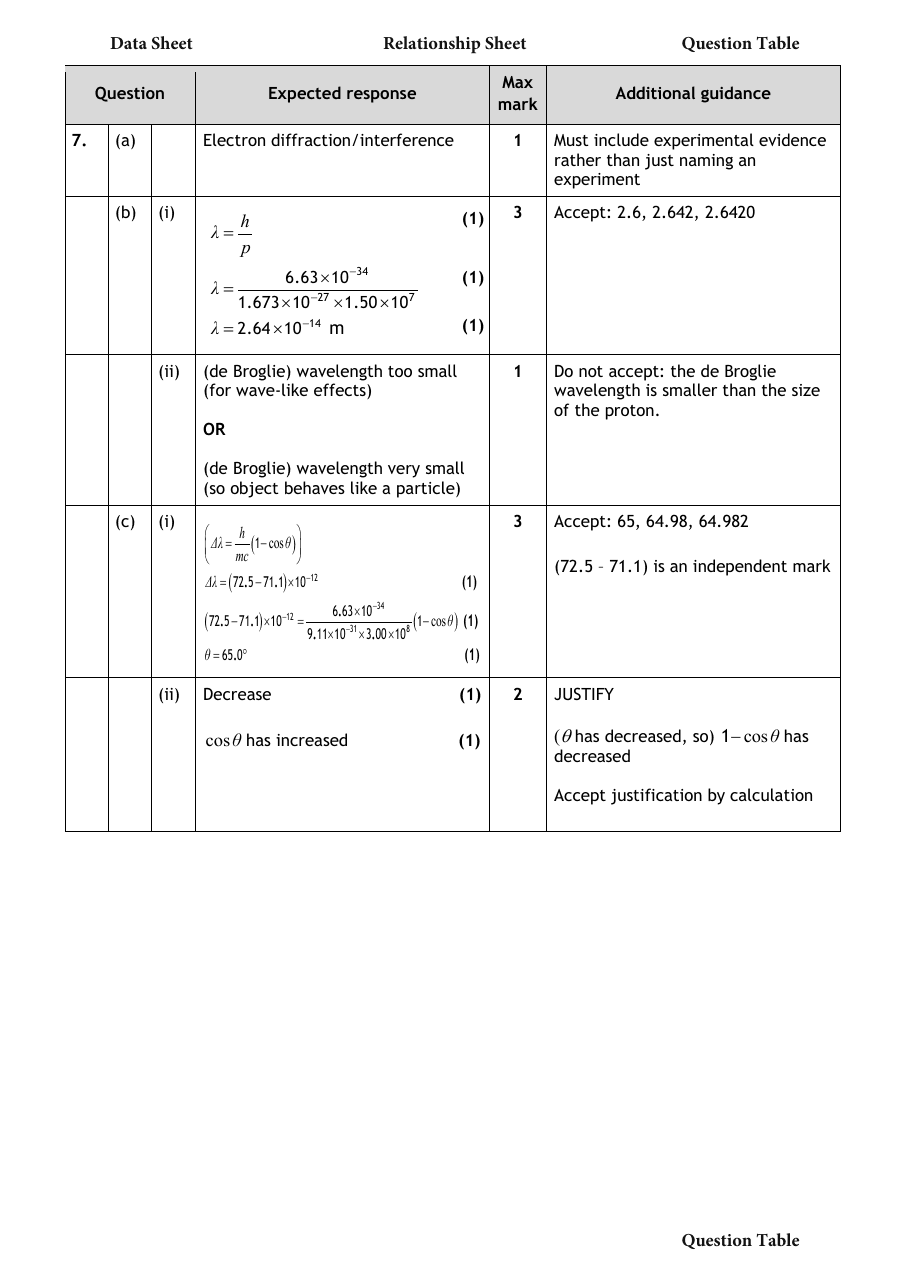 Data Sheet Relationship Sheet Question Table
Question Expected response Max mark Additional guidance
7. (a) Electron diffraction/interference 1 Must include experimental evidence
rather than just naming an
experiment
(b) (i) λ = h/p (1) 3 Accept: 2.6, 2.642, 2.6420
λ = 6.63×10⁻³⁴ / 1.673×10⁻²⁷ ×1.50×10⁷ (1)
λ = 2.64×10⁻¹⁴ m (1)
(ii) (de Broglie) wavelength too small 1 Do not accept: the de Broglie
(for wave-like effects) wavelength is smaller than the size
of the proton.
OR
(de Broglie) wavelength very small
(so object behaves like a particle)
(c) (i) (Δλ = h/mc (1−cosθ)) 3 Accept: 65, 64.98, 64.982
(72.5 – 71.1) is an independent mark
Δλ = (72.5−71.1)×10⁻¹² (1)
(72.5−71.1)×10⁻¹² = 6.63×10⁻³⁴ / 9.11×10⁻³¹×3.00×10⁸ (1−cosθ) (1)
θ = 65.0° (1)
(ii) Decrease (1) 2 JUSTIFY
cosθ has increased (1) (θ has decreased, so) 1−cosθ has
decreased
Accept justification by calculation
Question Table